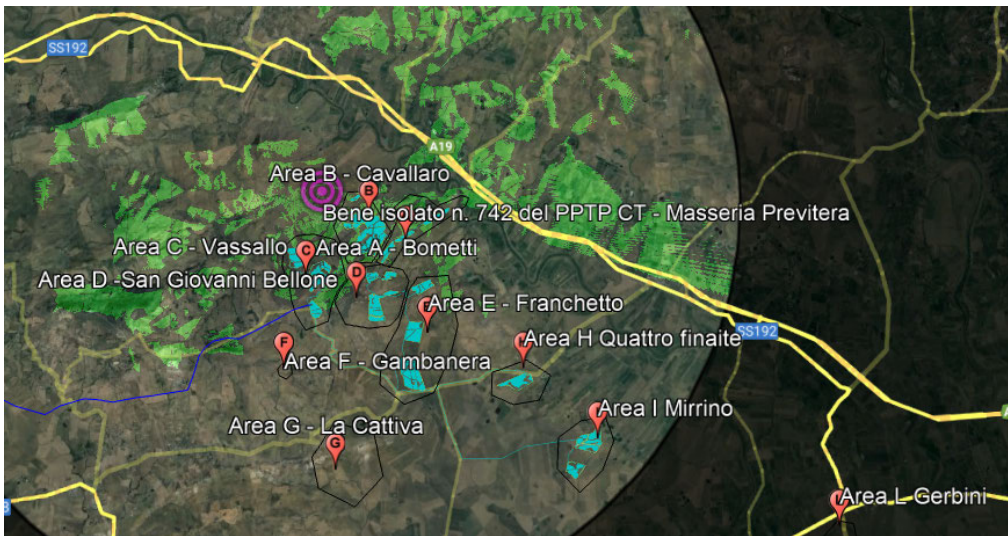 SS192
A19
Area B - Cavallaro
B
Bene isolato n. 742 del PPTP CT - Masseria Previtera
Area C - Vassallo
C
Area A - Bometti
Area D -San Giovanni Bellone
D
Area E - Franchetto
SS192
Area H Quattro finaite
F
Area F - Gambanera
Area I Mirrino
Area G - La Cattiva
G
Area L Gerbini